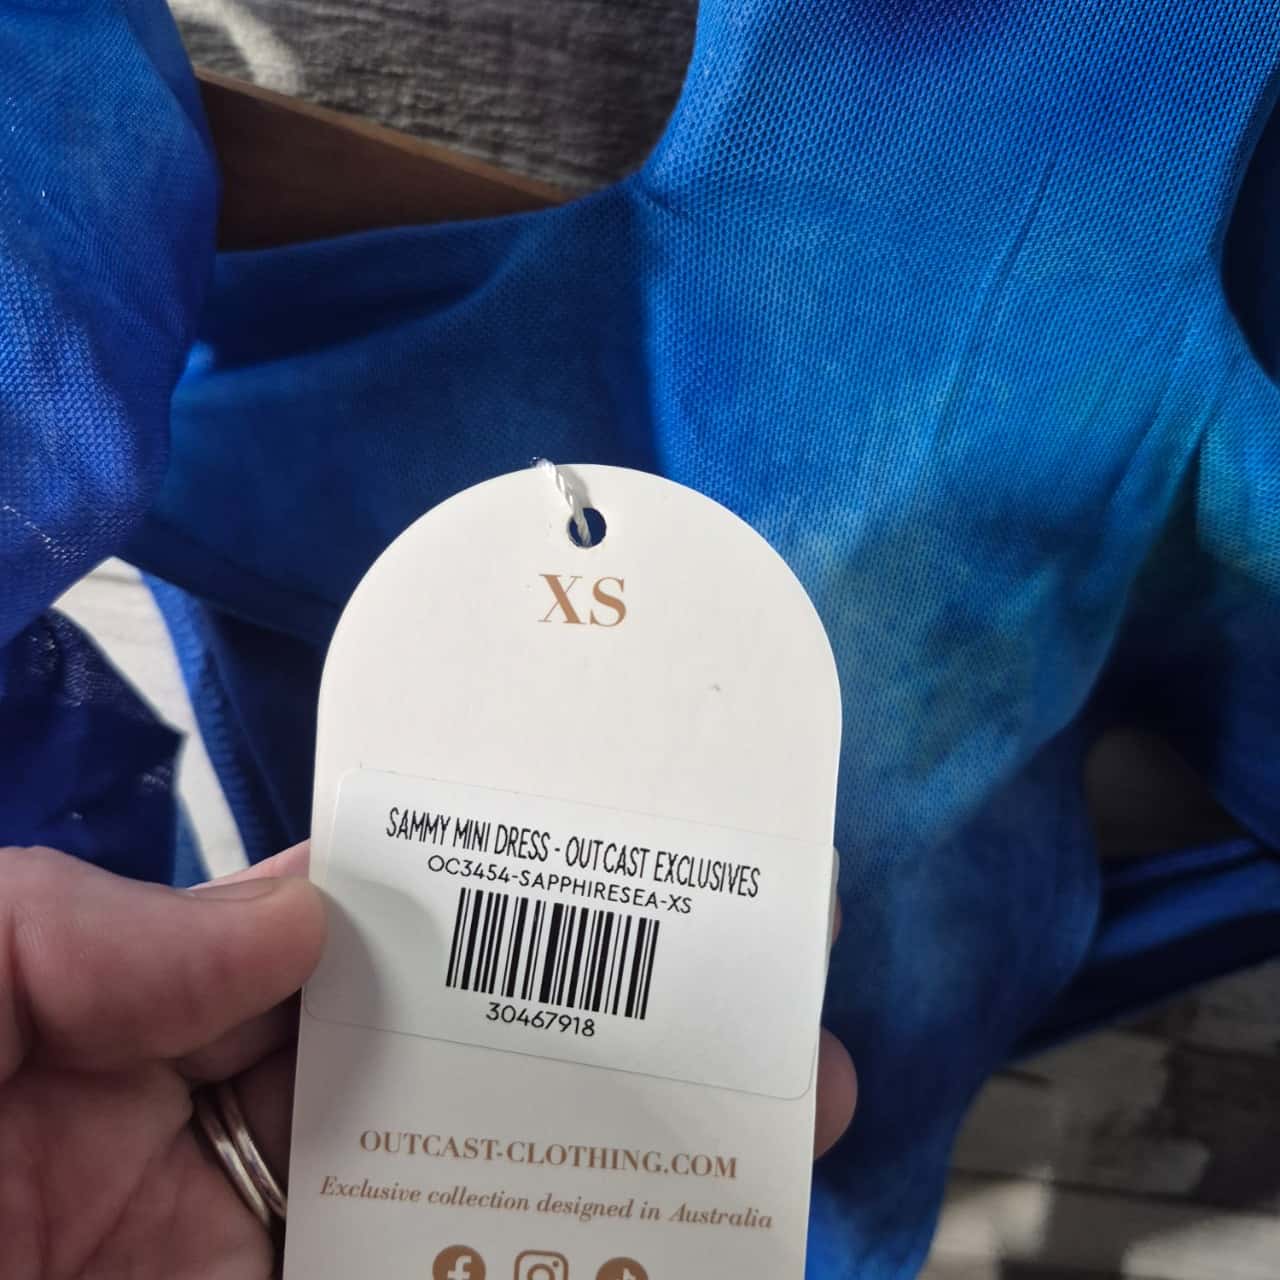 XS
SAMMY MINI DRESS - OUTCAST EXCLUSIVES
OC3454-SAPPHIRESEA-XS
30467918
OUTCAST-CLOTHING.COM
Exclusive collection designed in Australia